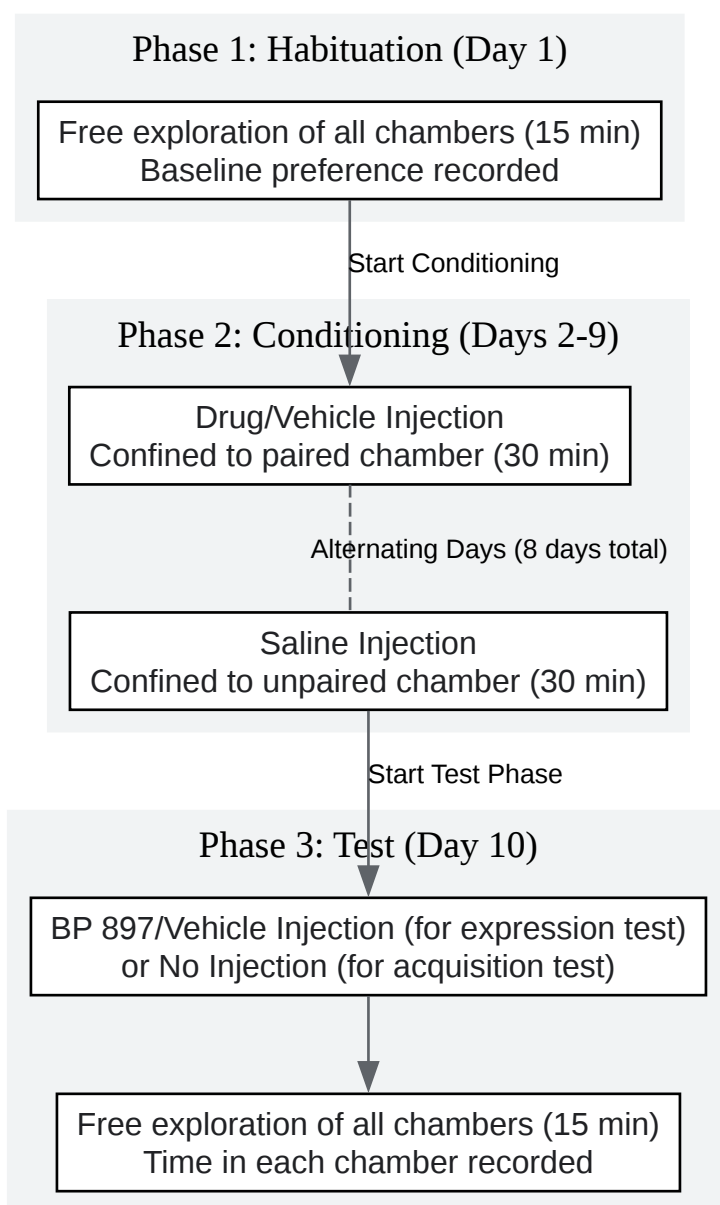 Phase 1: Habituation (Day 1)
Free exploration of all chambers (15 min)
Baseline preference recorded
Start Conditioning
Phase 2: Conditioning (Days 2-9)
Drug/Vehicle Injection
Confined to paired chamber (30 min)
Alternating Days (8 days total)
Saline Injection
Confined to unpaired chamber (30 min)
Start Test Phase
Phase 3: Test (Day 10)
BP 897/Vehicle Injection (for expression test)
or No Injection (for acquisition test)
Free exploration of all chambers (15 min)
Time in each chamber recorded